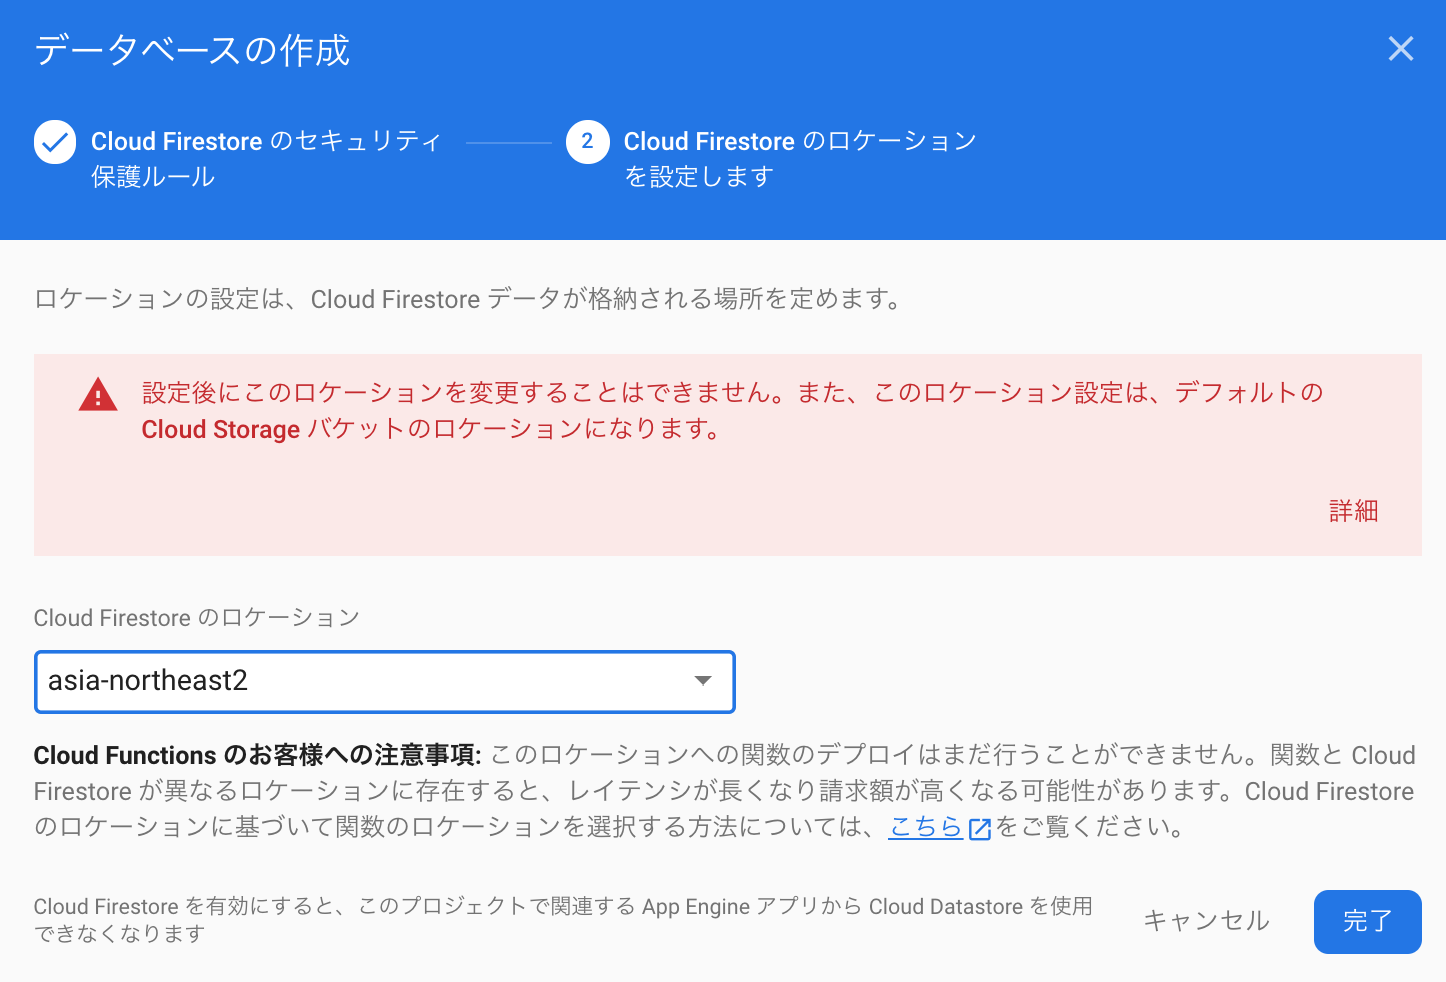 データベースの作成
Cloud Firestore のセキュリティ
保護ルール
2
Cloud Firestore のロケーション
を設定します
ロケーションの設定は、Cloud Firestore データが格納される場所を定めます。
設定後にこのロケーションを変更することはできません。また、このロケーション設定は、デフォルトの
Cloud Storage バケットのロケーションになります。
詳細
Cloud Firestore のロケーション
asia-northeast2
Cloud Functions のお客様への注意事項: このロケーションへの関数のデプロイはまだ行うことができません。関数と Cloud
Firestore が異なるロケーションに存在すると、レイテンシが長くなり請求額が高くなる可能性があります。Cloud Firestore
のロケーションに基づいて関数のロケーションを選択する方法については、こちらをご覧ください。
Cloud Firestore を有効にすると、このプロジェクトで関連する App Engine アプリから Cloud Datastore を使用
できなくなります
キャンセル
完了